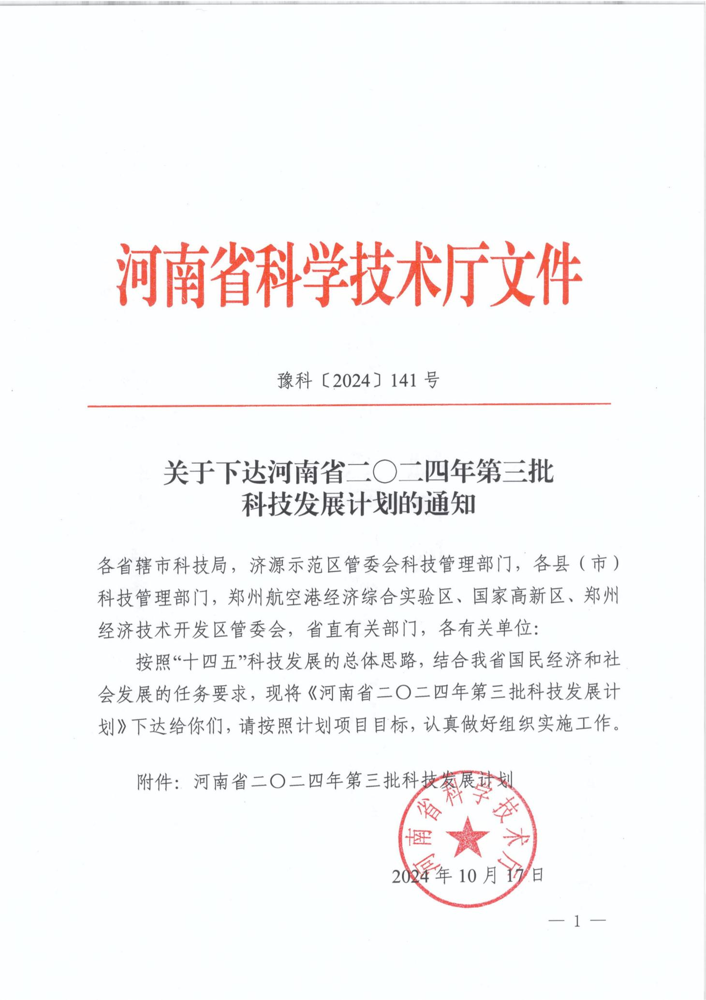 河南省科学技术厅文件
豫科〔2024〕141 号
关于下达河南省二〇二四年第三批
科技发展计划的通知
各省辖市科技局，济源示范区管委会科技管理部门，各县（市）
科技管理部门，郑州航空港经济综合实验区、国家高新区、郑州
经济技术开发区管委会，省直有关部门，各有关单位：
按照“十四五”科技发展的总体思路，结合我省国民经济和社
会发展的任务要求，现将《河南省二〇二四年第三批科技发展计
划》下达给你们，请按照计划项目目标，认真做好组织实施工作。
附件：河南省二〇二四年第三批科技发展计划
河南省科学技术厅
2024 年 10 月 17 日
— 1 —